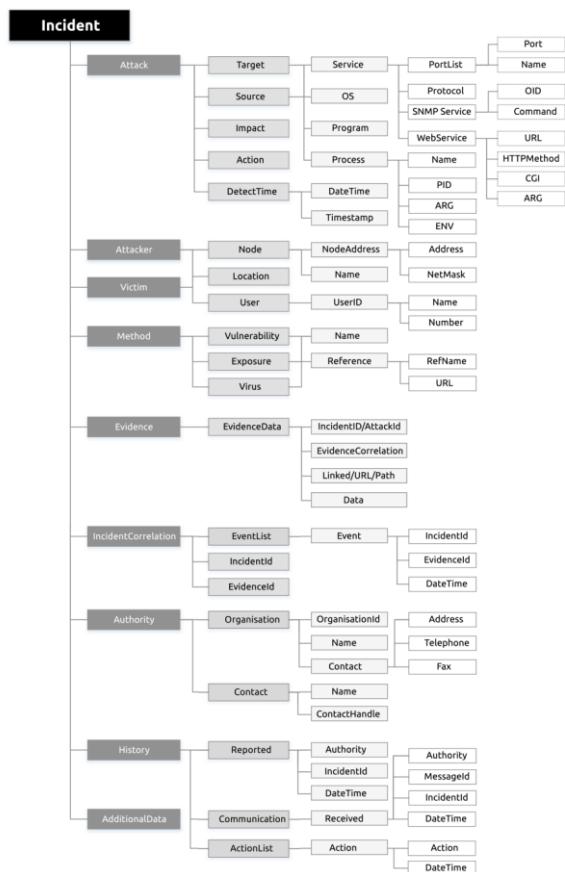 Incident
Attack
Target
Service
PortList
Port
Name
Source
OS
Protocol
OID
SNMP Service
Command
Impact
Program
WebService
URL
HTTPMethod
Action
Process
Name
CGI
PID
ARG
DetectTime
DateTime
ARG
Timestamp
ENV
Attacker
Node
NodeAddress
Address
Location
Name
NetMask
Victim
User
UserID
Name
Number
Method
Vulnerability
Name
Exposure
Reference
RefName
Virus
URL
Evidence
EvidenceData
IncidentID/AttackId
EvidenceCorrelation
Linked/URL/Path
Data
IncidentCorrelation
EventList
Event
IncidentId
IncidentId
EvidenceId
EvidenceId
DateTime
Authority
Organisation
OrganisationId
Address
Name
Telephone
Contact
Fax
Contact
Name
ContactHandle
History
Reported
Authority
Authority
IncidentId
MessageId
DateTime
IncidentId
AdditionalData
Communication
Received
DateTime
ActionList
Action
Action
DateTime